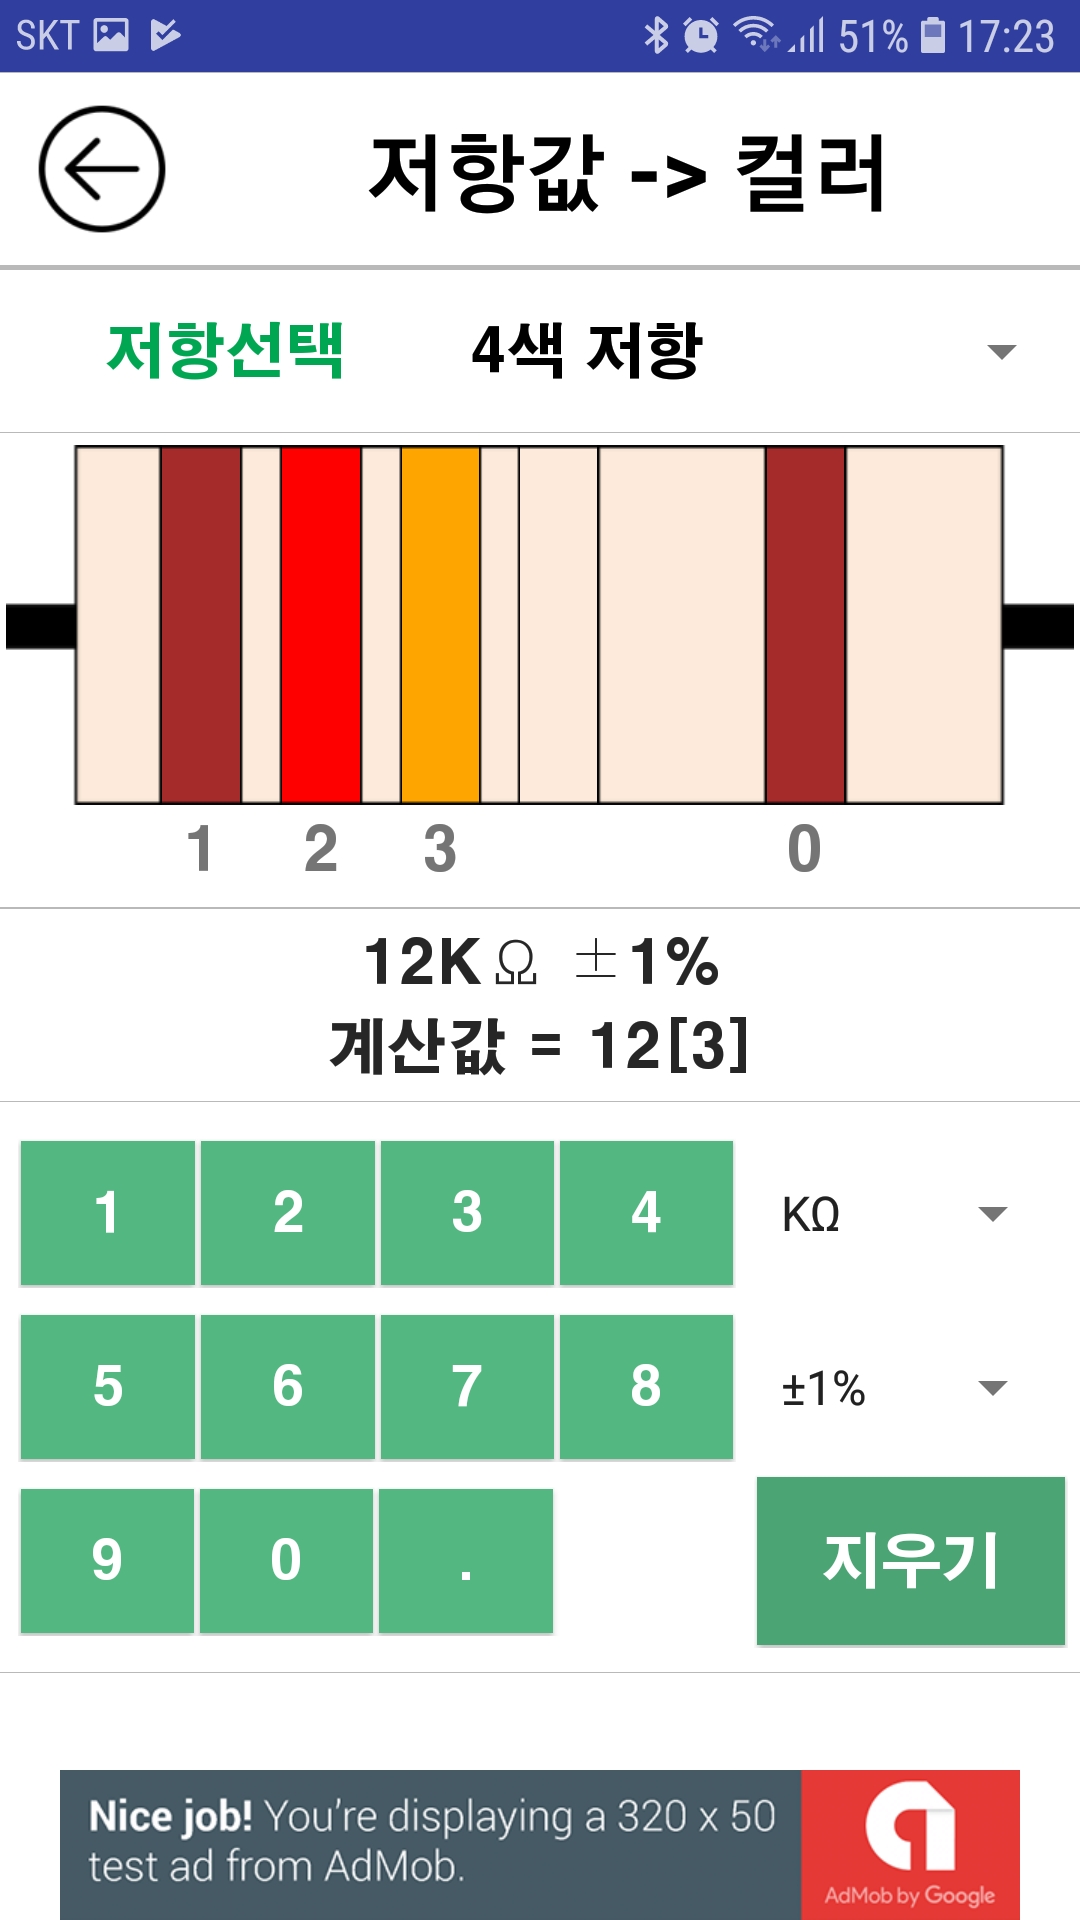 SKT 51% 17:23
저항값 -> 컬러
저항선택 4색 저항
1 2 3 0
12KΩ ±1%
계산값 = 12[3]
1 2 3 4 KΩ
5 6 7 8 ±1%
9 0 . 지우기
Nice job! You're displaying a 320 x 50
test ad from AdMob.
AdMob by Google